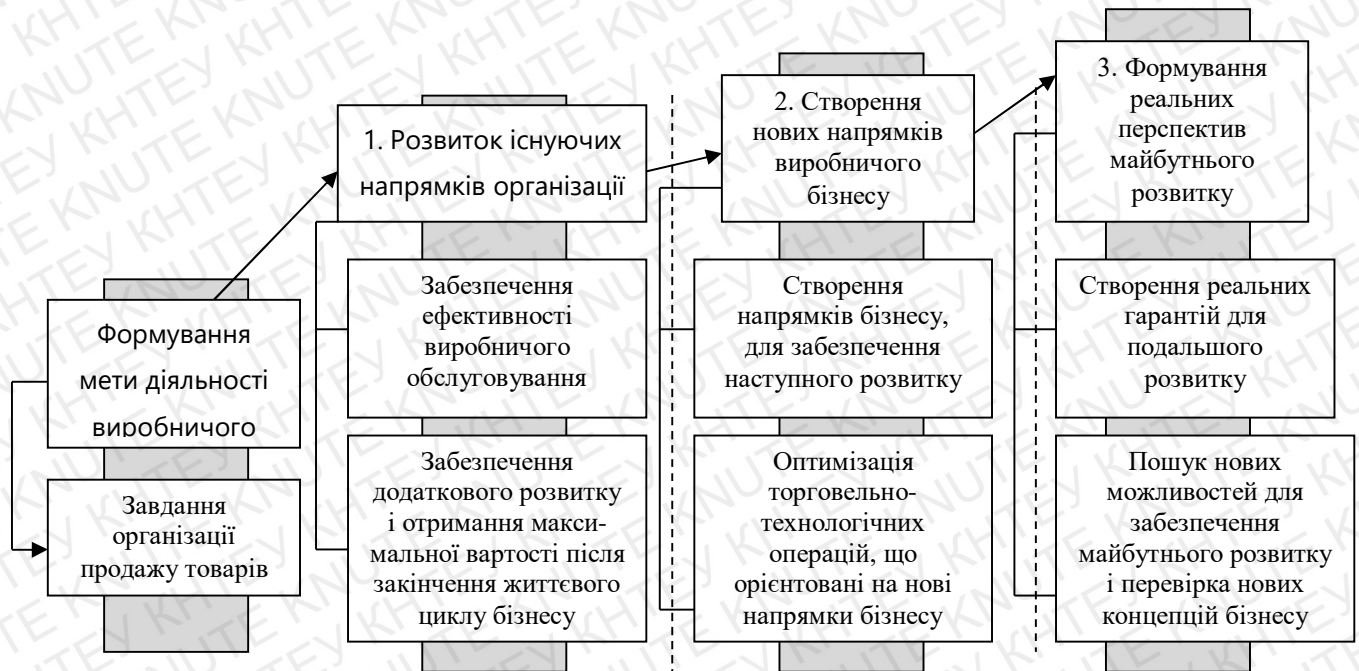 Формування
мети діяльності
виробничого
Завдання
організації
продажу товарів
1. Розвиток існуючих
напрямків організації
Забезпечення
ефективності
виробничого
обслуговування
Забезпечення
додаткового розвитку
і отримання макси-
мальної вартості після
закінчення життєвого
циклу бізнесу
2. Створення
нових напрямків
виробничого
бізнесу
Створення
напрямків бізнесу,
для забезпечення
наступного розвитку
Оптимізація
торговельно-
технологічних
операцій, що
орієнтовані на нові
напрямки бізнесу
3. Формування
реальних
перспектив
майбутнього
розвитку
Створення реальних
гарантій для
подальшого
розвитку
Пошук нових
можливостей для
забезпечення
майбутнього розвитку
і перевірка нових
концепцій бізнесу